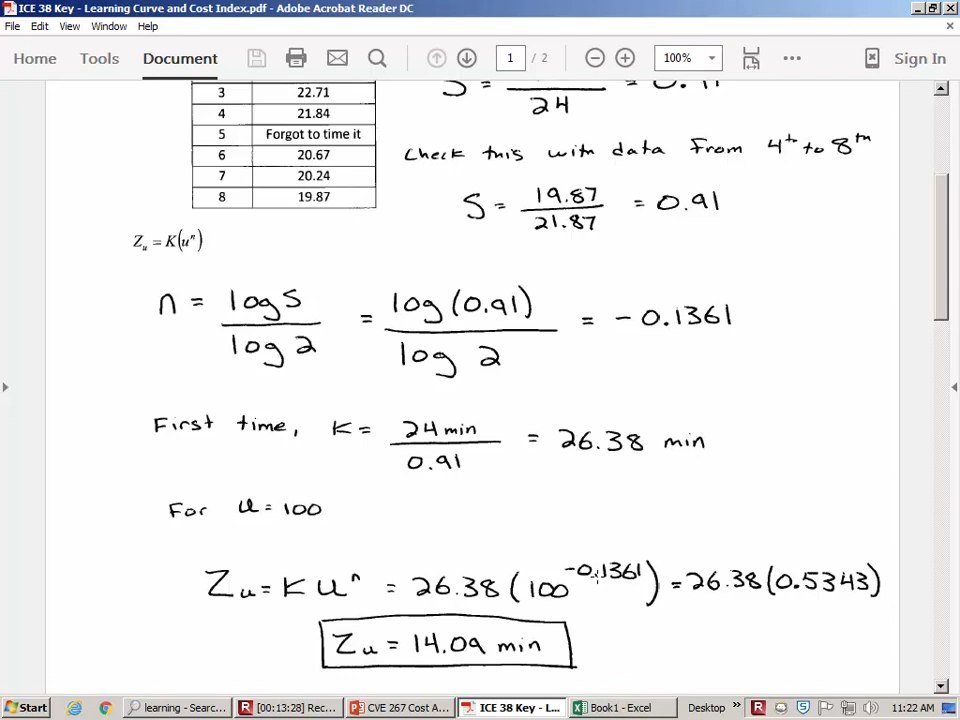 ICE 38 Key - Learning Curve and Cost Index.pdf - Adobe Acrobat Reader DC
File Edit View Window Help
Home Tools Document 1 / 2 100% Sign In
3 22.71
4 21.84
5 Forgot to time it
6 20.67
7 20.24
8 19.87
S = 24
Check this with data From 4th to 8th
S = 19.87 / 21.87 = 0.91
Zu = K(u^n)
n = log S / log 2 = log (0.91) / log 2 = - 0.1361
First time, K = 24 min / 0.91 = 26.38 min
For u = 100
Zu = K U^n = 26.38 (100^-0.1361) = 26.38 (0.5343)
Zu = 14.09 min
Start learning - Searc... [00:13:28] Rec... CVE 267 Cost A... ICE 38 Key - L... Book1 - Excel Desktop » 11:22 AM